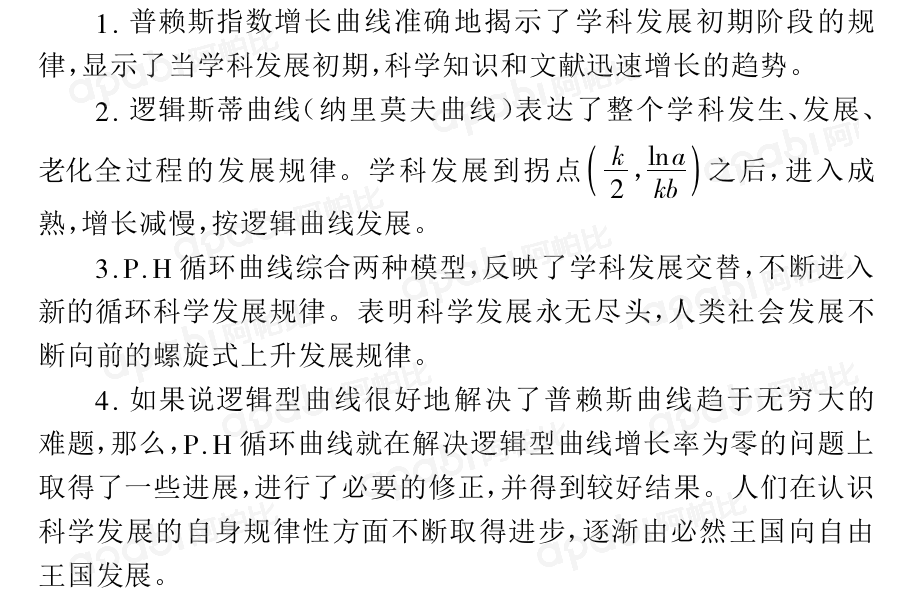 1. 普赖斯指数增长曲线准确地揭示了学科发展初期阶段的规
律,显示了当学科发展初期,科学知识和文献迅速增长的趋势。
2. 逻辑斯蒂曲线(纳里莫夫曲线)表达了整个学科发生、发展、
老化全过程的发展规律。学科发展到拐点(k/2, lna/kb)之后,进入成
熟,增长减慢,按逻辑曲线发展。
3.P.H循环曲线综合两种模型,反映了学科发展交替,不断进入
新的循环科学发展规律。表明科学发展永无尽头,人类社会发展不
断向前的螺旋式上升发展规律。
4. 如果说逻辑型曲线很好地解决了普赖斯曲线趋于无穷大的
难题,那么,P.H循环曲线就在解决逻辑型曲线增长率为零的问题上
取得了一些进展,进行了必要的修正,并得到较好结果。人们在认识
科学发展的自身规律性方面不断取得进步,逐渐由必然王国向自由
王国发展。